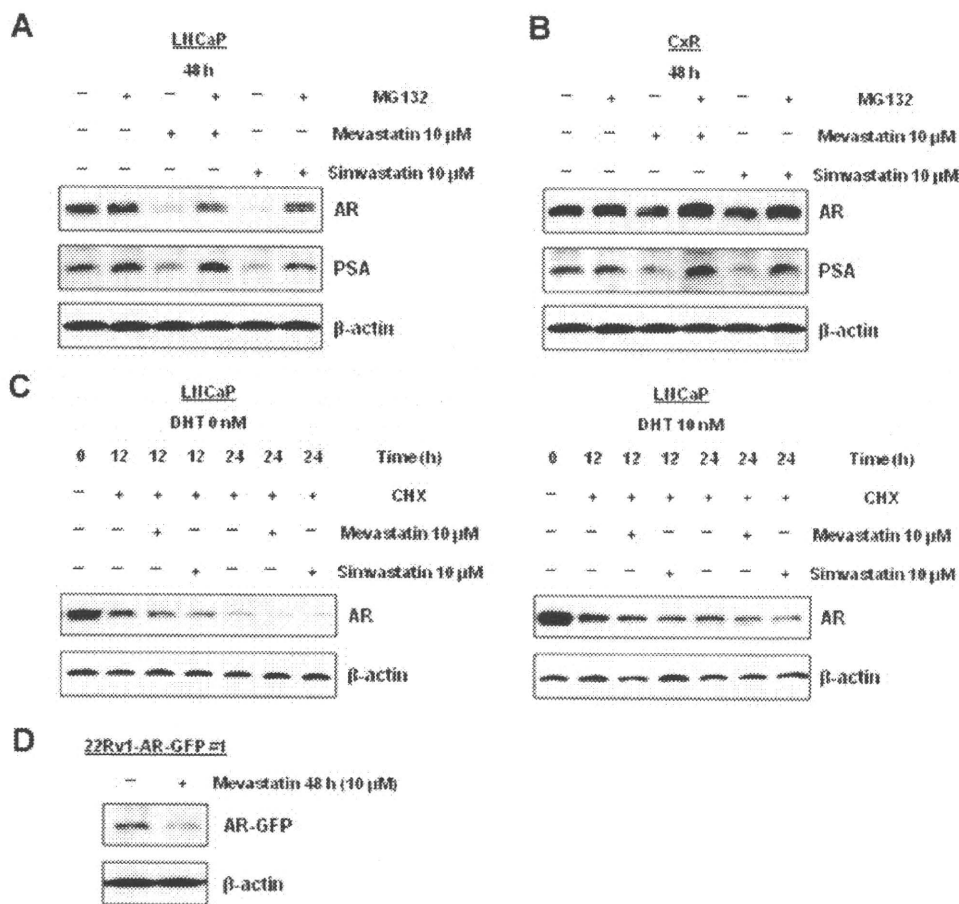 A
LNCaP
48 h
− + − + − + MG132
− − + + − − Mevastatin 10 µM
− − − − + + Simvastatin 10 µM
AR
PSA
β-actin
B
CxR
48 h
− + − + − + MG132
− − + + − − Mevastatin 10 µM
− − − − + + Simvastatin 10 µM
AR
PSA
β-actin
C
LNCaP
DHT 0 nM
0 12 12 12 24 24 24 Time (h)
− + + + + + + CHX
− − + − − + − Mevastatin 10 µM
− − − + − − + Simvastatin 10 µM
AR
β-actin
LNCaP
DHT 10 nM
0 12 12 12 24 24 24 Time (h)
− + + + + + + CHX
− − + − − + − Mevastatin 10 µM
− − − + − − + Simvastatin 10 µM
AR
β-actin
D
22Rv1-AR-GFP #1
− + Mevastatin 48 h (10 µM)
AR-GFP
β-actin